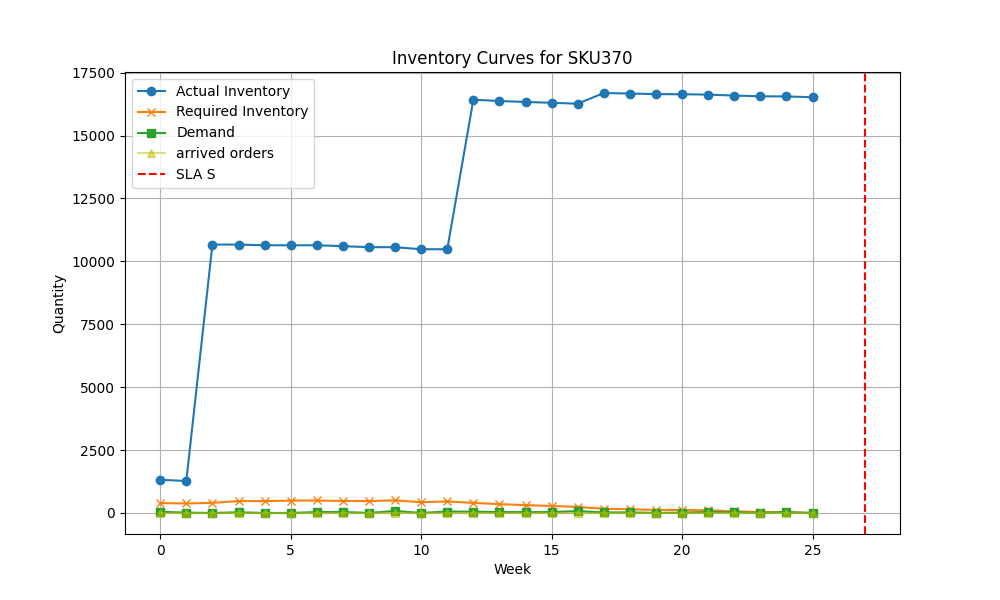 Inventory Curves for SKU370
17500
15000
12500
10000
7500
5000
2500
0
Quantity
Actual Inventory
Required Inventory
Demand
arrived orders
SLA S
0 5 10 15 20 25
Week